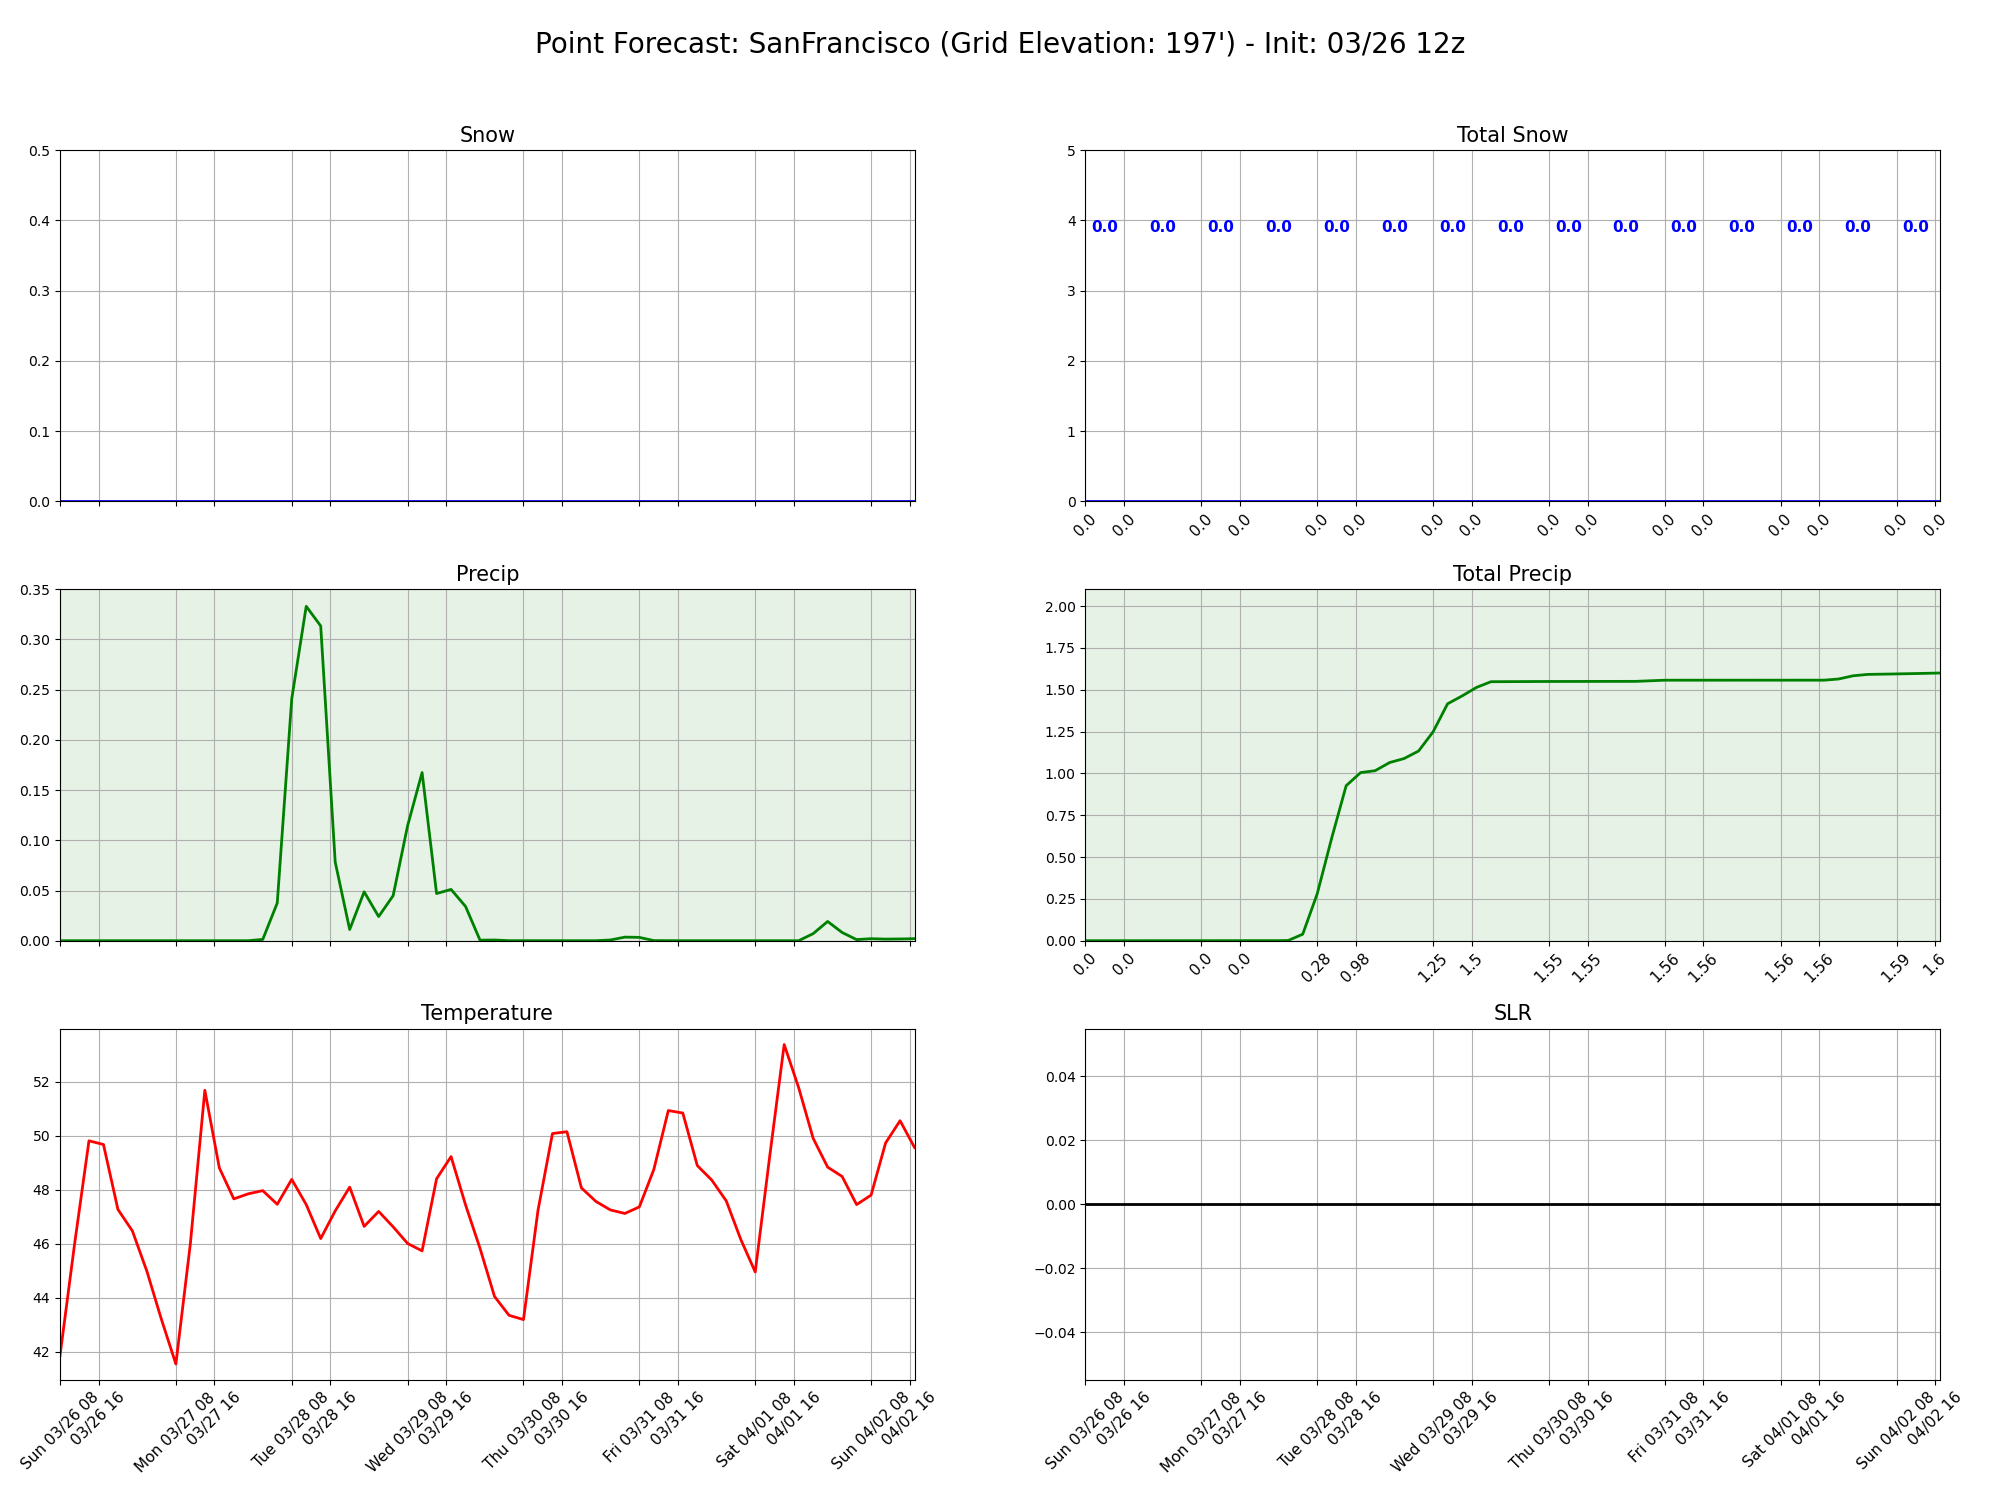 Point Forecast: SanFrancisco (Grid Elevation: 197') - Init: 03/26 12z
Snow
0.5
0.4
0.3
0.2
0.1
0.0
Total Snow
5
4
3
2
1
0
0.0 0.0 0.0 0.0 0.0 0.0 0.0 0.0 0.0 0.0 0.0 0.0 0.0 0.0 0.0
0.0 0.0 0.0 0.0 0.0 0.0 0.0 0.0 0.0 0.0 0.0 0.0 0.0 0.0 0.0 0.0
Precip
0.35
0.30
0.25
0.20
0.15
0.10
0.05
0.00
Total Precip
2.00
1.75
1.50
1.25
1.00
0.75
0.50
0.25
0.00
0.0 0.0 0.0 0.0 0.28 0.98 1.25 1.5 1.55 1.55 1.56 1.56 1.56 1.56 1.59 1.6
Temperature
52
50
48
46
44
42
Sun 03/26 08
03/26 16
Mon 03/27 08
03/27 16
Tue 03/28 08
03/28 16
Wed 03/29 08
03/29 16
Thu 03/30 08
03/30 16
Fri 03/31 08
03/31 16
Sat 04/01 08
04/01 16
Sun 04/02 08
04/02 16
SLR
0.04
0.02
0.00
−0.02
−0.04
Sun 03/26 08
03/26 16
Mon 03/27 08
03/27 16
Tue 03/28 08
03/28 16
Wed 03/29 08
03/29 16
Thu 03/30 08
03/30 16
Fri 03/31 08
03/31 16
Sat 04/01 08
04/01 16
Sun 04/02 08
04/02 16